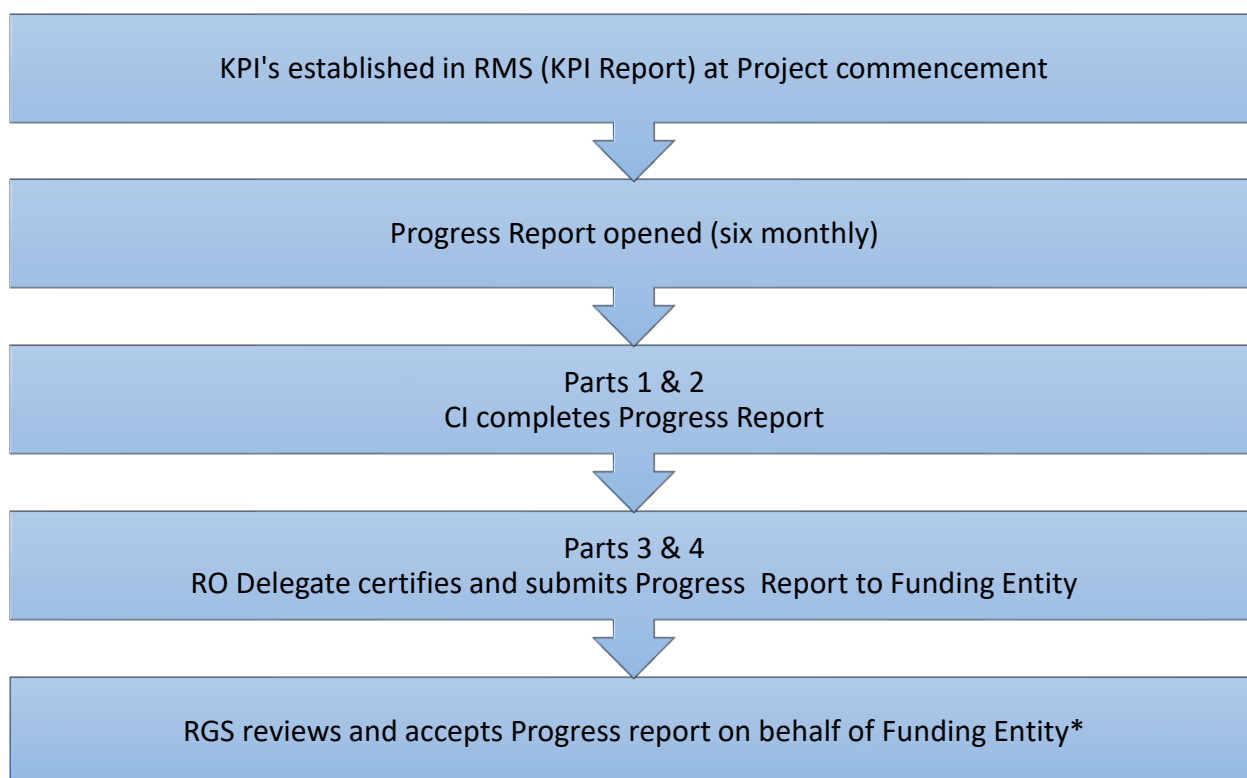 KPI's established in RMS (KPI Report) at Project commencement
Progress Report opened (six monthly)
Parts 1 & 2
CI completes Progress Report
Parts 3 & 4
RO Delegate certifies and submits Progress  Report to Funding Entity
RGS reviews and accepts Progress report on behalf of Funding Entity*